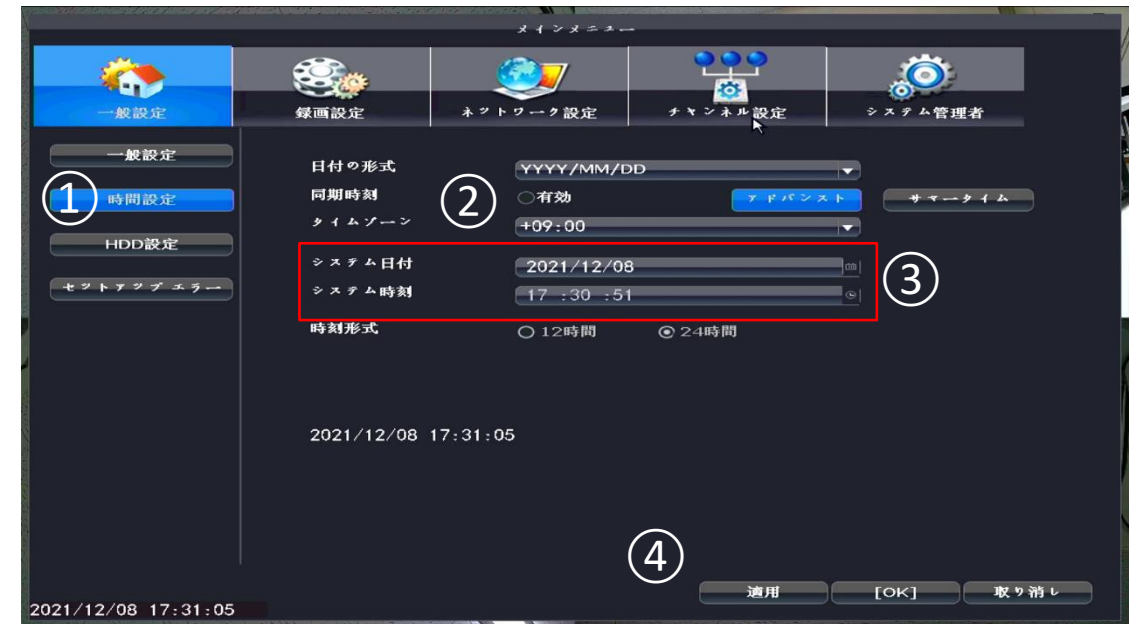 メインメニュー
一般設定 録画設定 ネットワーク設定 チャンネル設定 システム管理者
一般設定
① 時間設定
HDD設定
セットアップ エラー
日付の形式 YYYY/MM/DD
同期時刻 ② 有効 アドバンスト サマータイム
タイムゾーン +09:00
システム日付 2021/12/08
システム時刻 17 :30 :51 ③
時刻形式 12時間 24時間
2021/12/08 17:31:05
④
適用 [OK] 取り消し
2021/12/08 17:31:05